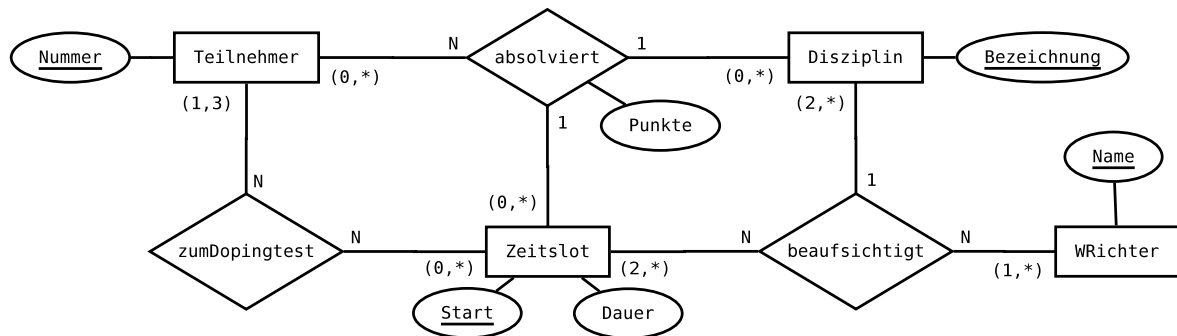 Nummer Teilnehmer N absolviert 1 Disziplin Bezeichnung
(0,*) (0,*)
(1,3) (2,*)
1 Punkte
Name
N (0,*) 1
zumDopingtest N Zeitslot N beaufsichtigt N WRichter
(0,*) (2,*) (1,*)
Start Dauer